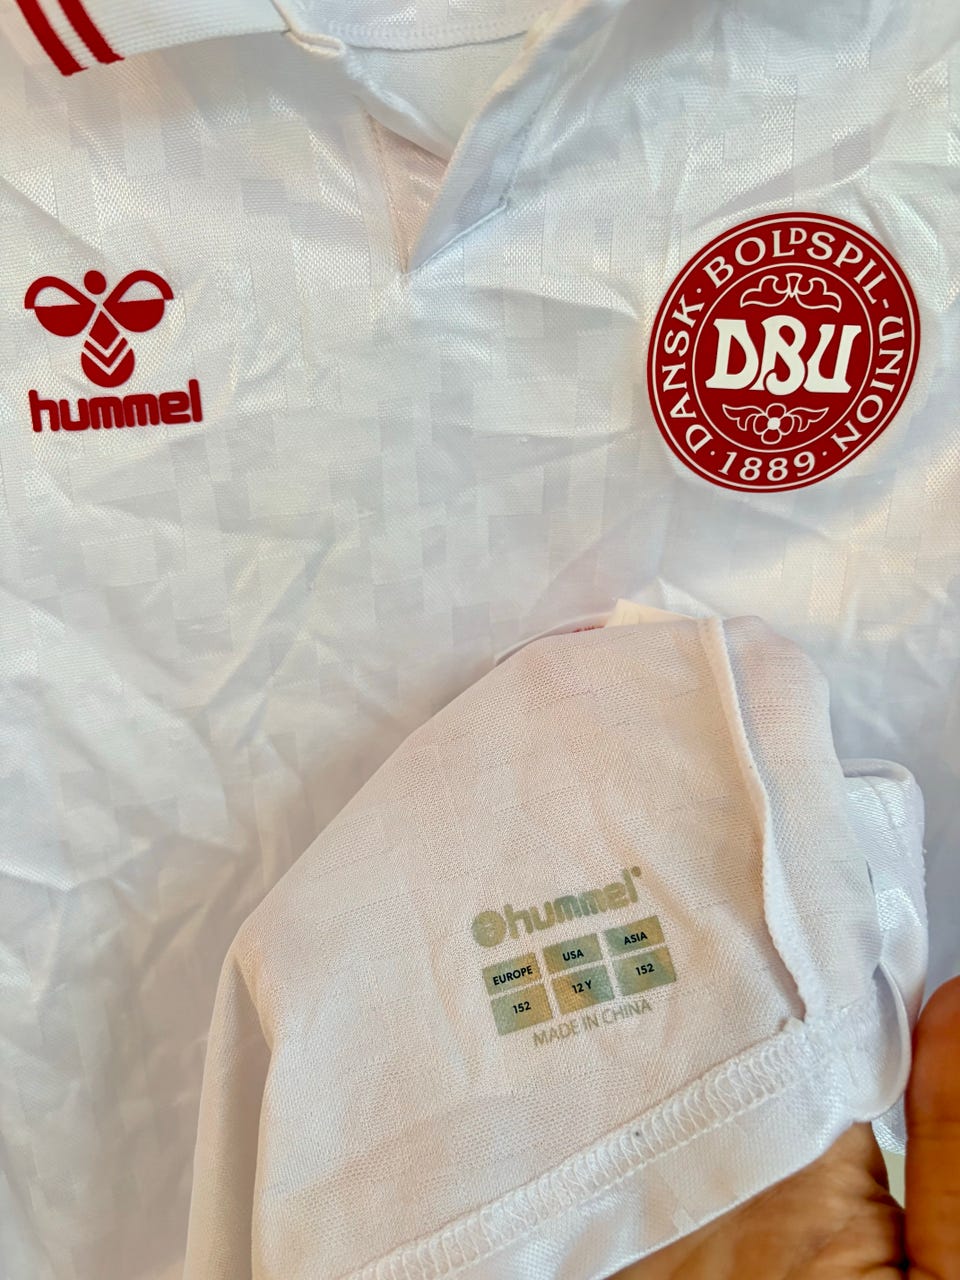 hummel
DANSK · BOLDSPIL-UNION
DBU
· 1889 ·
hummel
EUROPE USA ASIA
152 12 Y 152
MADE IN CHINA